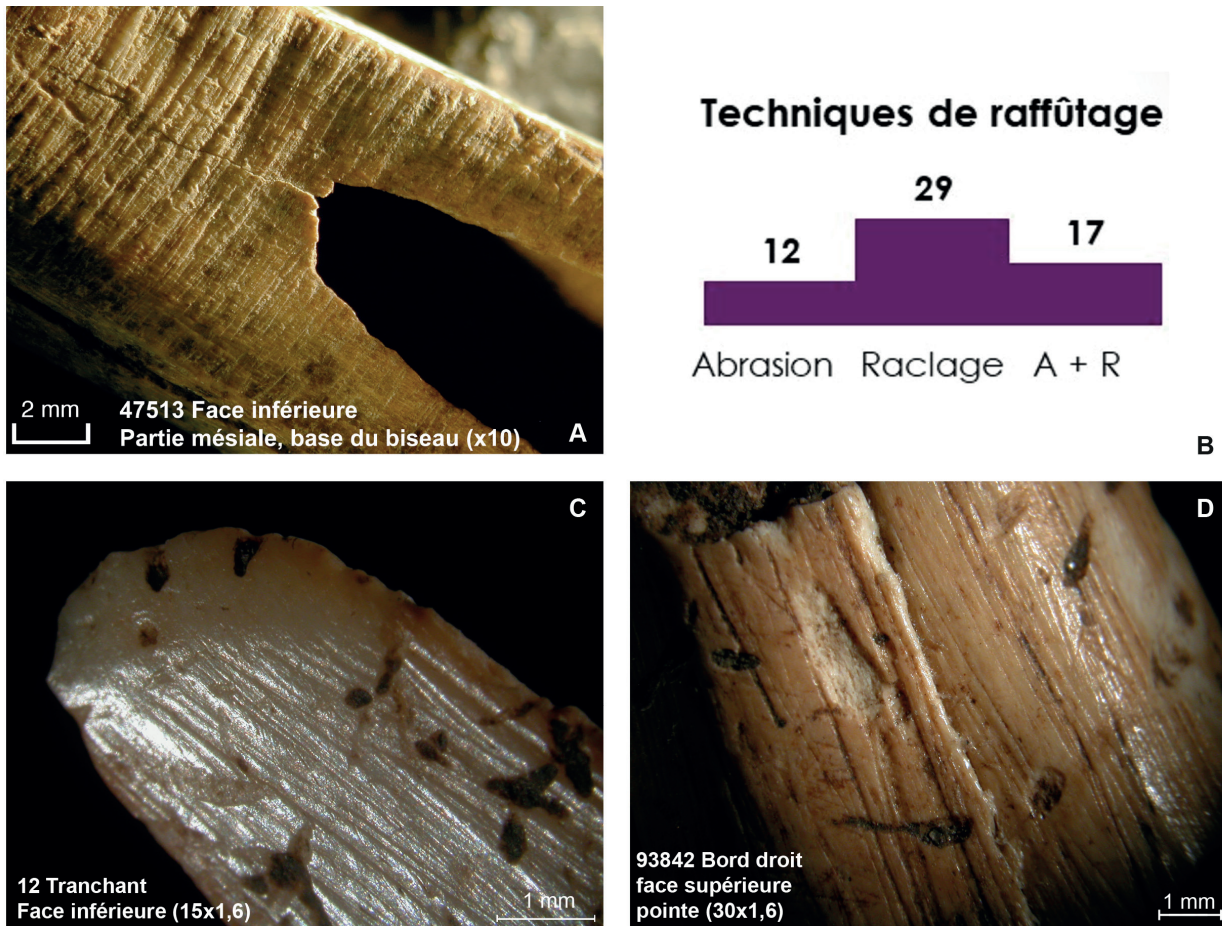 2 mm
47513 Face inférieure
Partie mésiale, base du biseau (x10)
A
Techniques de raffûtage
12
29
17
Abrasion
Raclage
A + R
B
C
12 Tranchant
Face inférieure (15x1,6)
1 mm
D
93842 Bord droit
face supérieure
pointe (30x1,6)
1 mm